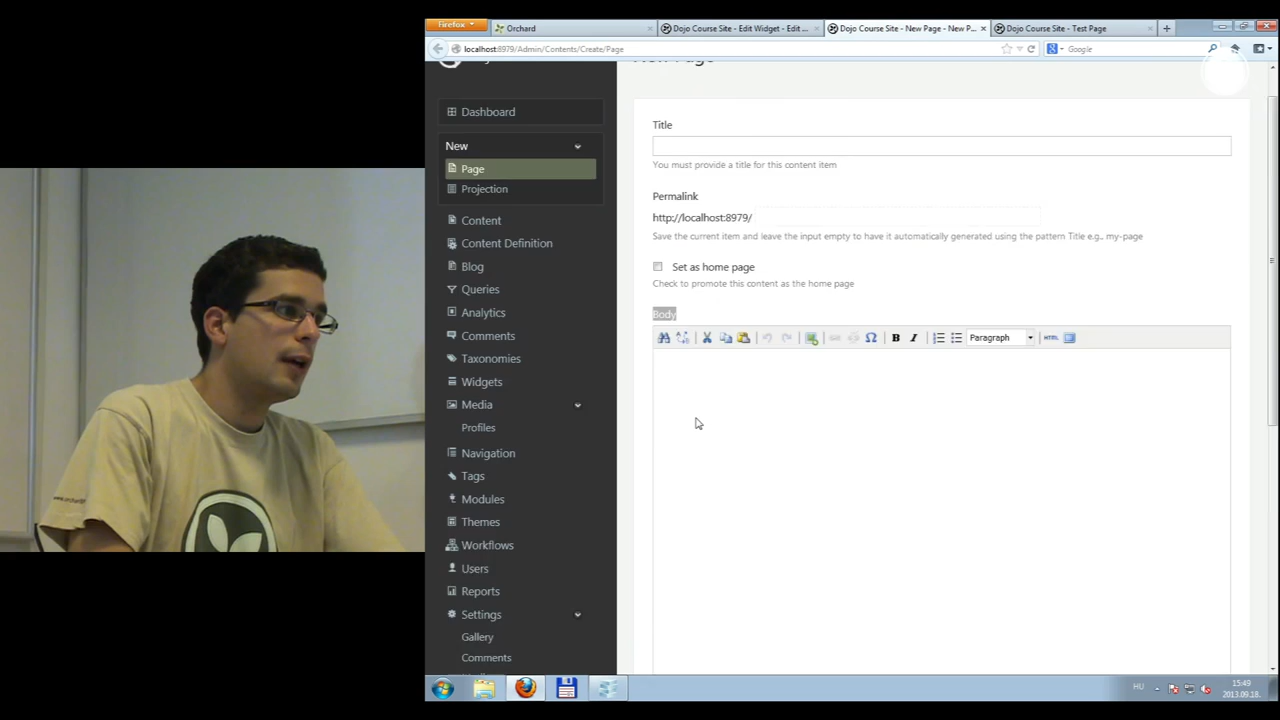 Firefox
Orchard
Dojo Course Site - Edit Widget - Edit ...
Dojo Course Site - New Page - New P...
Dojo Course Site - Test Page
localhost:8979/Admin/Contents/Create/Page
Google
New Page
Dashboard
New
Page
Projection
Content
Content Definition
Blog
Queries
Analytics
Comments
Taxonomies
Widgets
Media
Profiles
Navigation
Tags
Modules
Themes
Workflows
Users
Reports
Settings
Gallery
Comments
Title
You must provide a title for this content item
Permalink
http://localhost:8979/
Save the current item and leave the input empty to have it automatically generated using the pattern Title e.g., my-page
Set as home page
Check to promote this content as the home page
Body
B I Paragraph HTML
HU
15:49
2013.09.18.